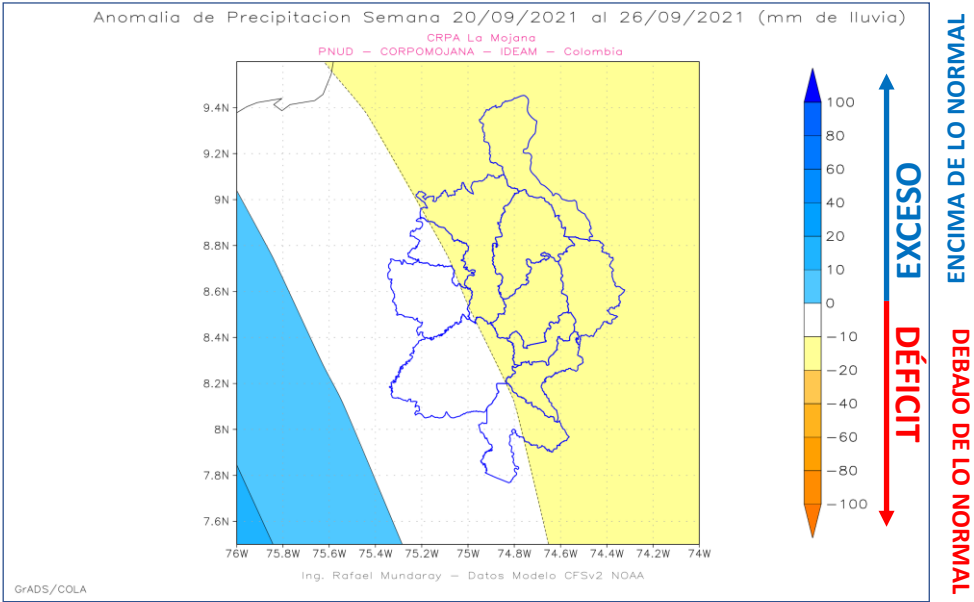 Anomalia de Precipitacion Semana 20/09/2021 al 26/09/2021 (mm de lluvia)
CRPA La Mojana
PNUD – CORPOMOJANA – IDEAM – Colombia
9.4N
9.2N
9N
8.8N
8.6N
8.4N
8.2N
8N
7.8N
7.6N
76W
75.8W
75.6W
75.4W
75.2W
75W
74.8W
74.6W
74.4W
74.2W
74W
100
80
60
40
20
10
0
−10
−20
−40
−60
−80
−100
EXCESO
DÉFICIT
ENCIMA DE LO NORMAL
DEBAJO DE LO NORMAL
Ing. Rafael Mundaray – Datos Modelo CFSv2 NOAA
GrADS/COLA